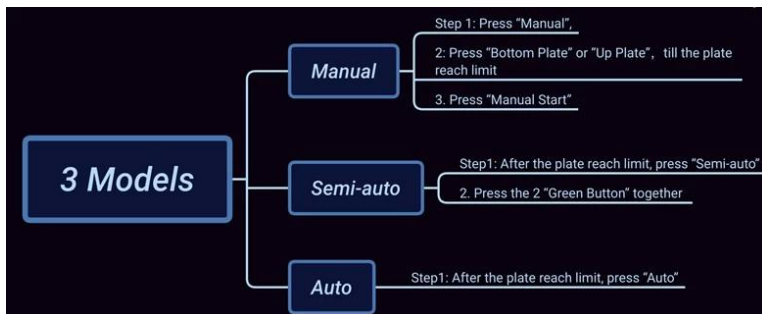 3 Models
Manual
Step 1: Press “Manual”,
2: Press “Bottom Plate” or “Up Plate”, till the plate
reach limit
3. Press “Manual Start”
Semi-auto
Step1: After the plate reach limit, press “Semi-auto”
2. Press the 2 “Green Button” together
Auto
Step1: After the plate reach limit, press “Auto”